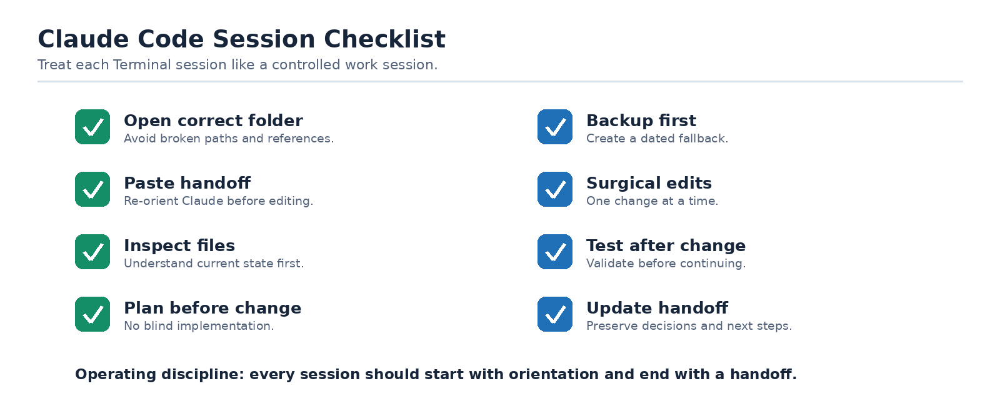 Claude Code Session Checklist
Treat each Terminal session like a controlled work session.
Open correct folder
Avoid broken paths and references.
Paste handoff
Re-orient Claude before editing.
Inspect files
Understand current state first.
Plan before change
No blind implementation.
Backup first
Create a dated fallback.
Surgical edits
One change at a time.
Test after change
Validate before continuing.
Update handoff
Preserve decisions and next steps.
Operating discipline: every session should start with orientation and end with a handoff.